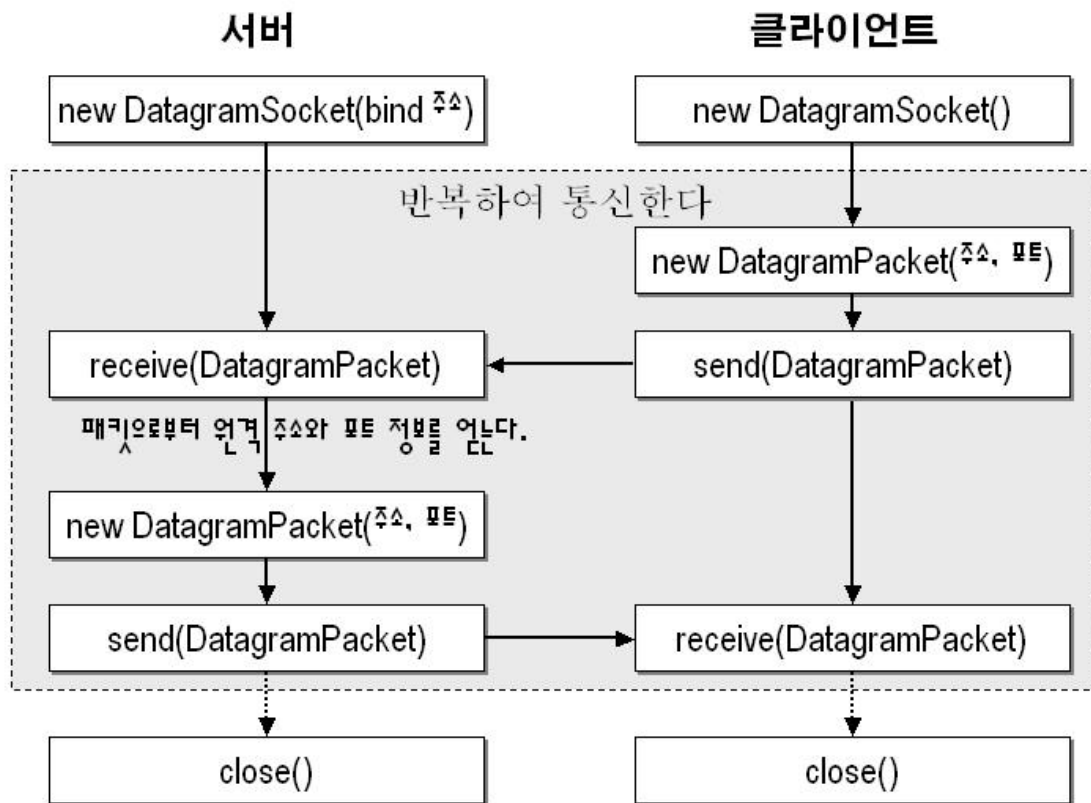 서버
클라이언트
new DatagramSocket(bind 주소)
new DatagramSocket()
반복하여 통신한다
new DatagramPacket(주소, 포트)
receive(DatagramPacket)
send(DatagramPacket)
패킷으로부터 원격 주소와 포트 정보를 얻는다.
new DatagramPacket(주소, 포트)
send(DatagramPacket)
receive(DatagramPacket)
close()
close()